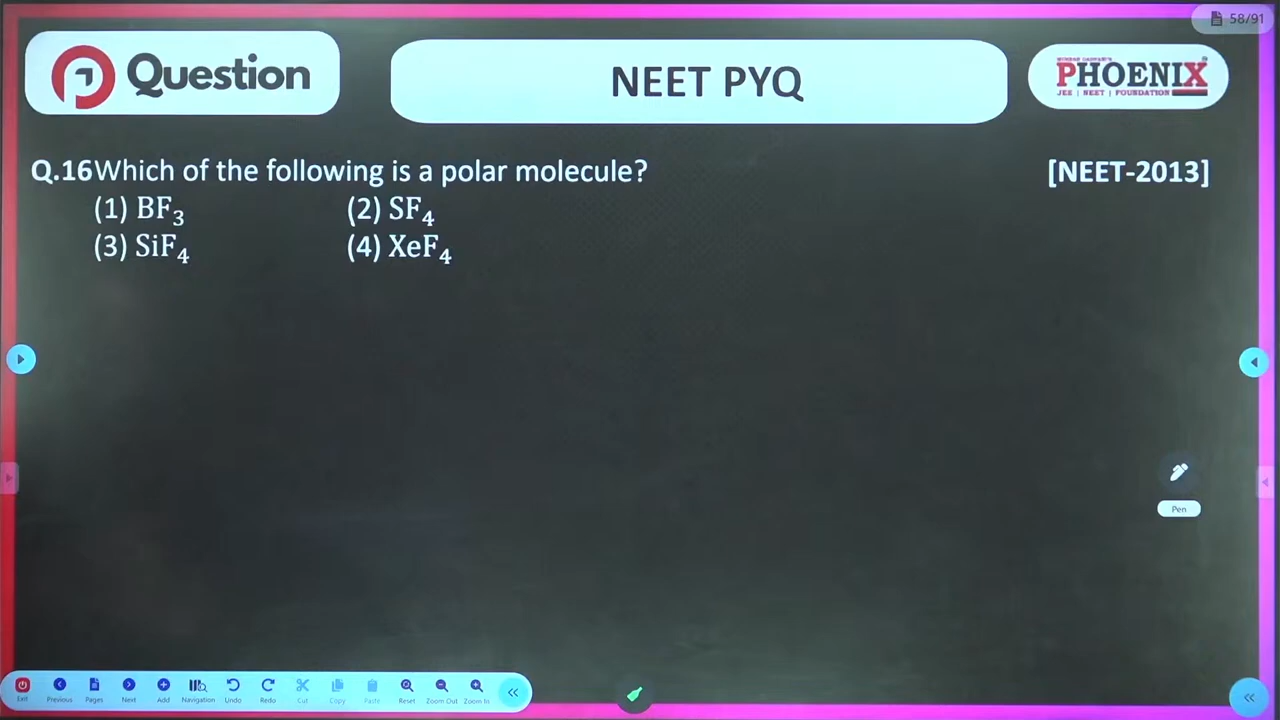 58/91
Question
NEET PYQ
PHOENIX
JEE | NEET | FOUNDATION
Q.16 Which of the following is a polar molecule? [NEET-2013]
(1) BF₃ (2) SF₄
(3) SiF₄ (4) XeF₄
Pen
Exit Previous Pages Next Add Navigation Undo Redo Cut Copy Paste Reset Zoom Out Zoom In